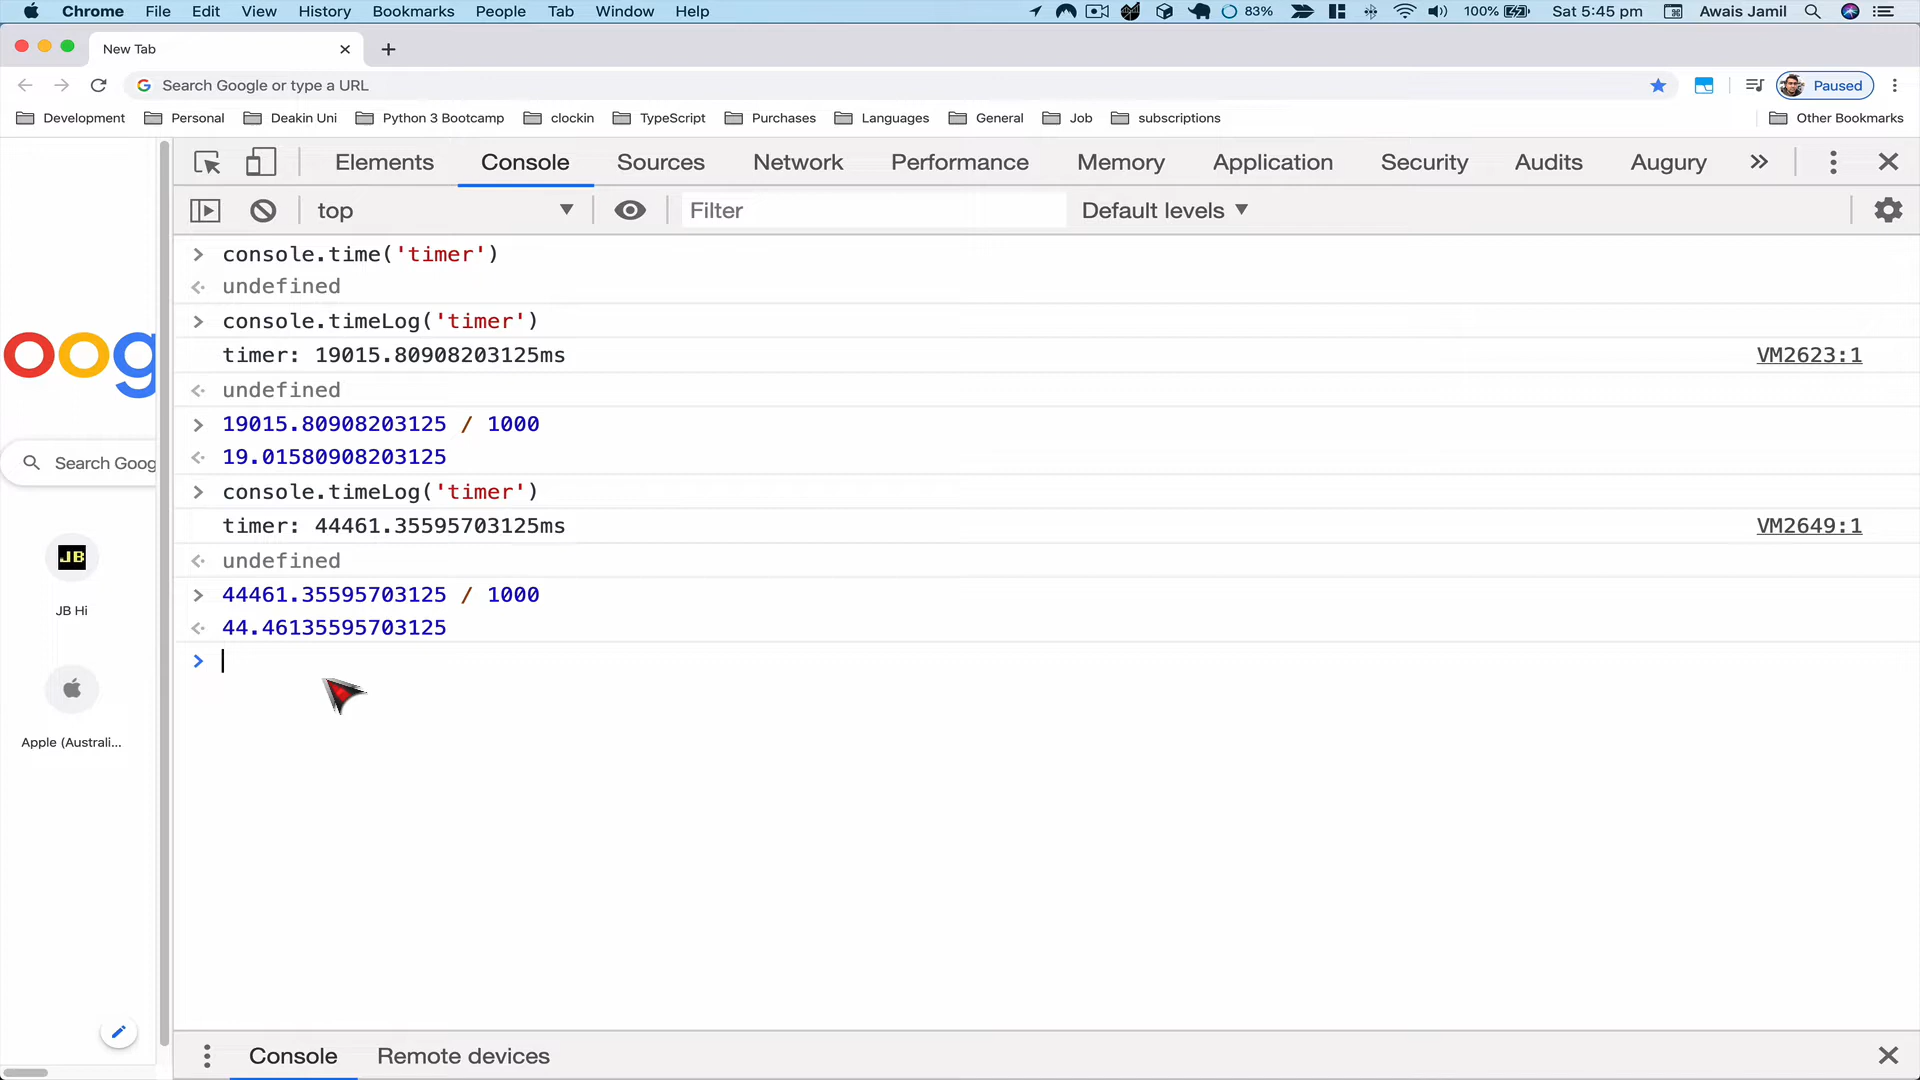 Chrome File Edit View History Bookmarks People Tab Window Help 83% 100% Sat 5:45 pm Awais Jamil
New Tab
Search Google or type a URL Paused
Development Personal Deakin Uni Python 3 Bootcamp clockin TypeScript Purchases Languages General Job subscriptions Other Bookmarks
Elements Console Sources Network Performance Memory Application Security Audits Augury
top Filter Default levels
console.time('timer')
undefined
console.timeLog('timer')
timer: 19015.80908203125ms VM2623:1
undefined
19015.80908203125 / 1000
19.01580908203125
console.timeLog('timer')
timer: 44461.35595703125ms VM2649:1
undefined
44461.35595703125 / 1000
44.46135595703125
oog
Search Goog
JB
JB Hi
Apple (Australi...
Console Remote devices